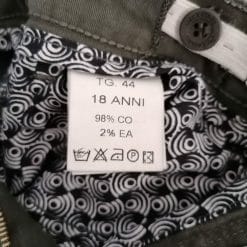 TG. 44
18 ANNI
98% CO
2% EA